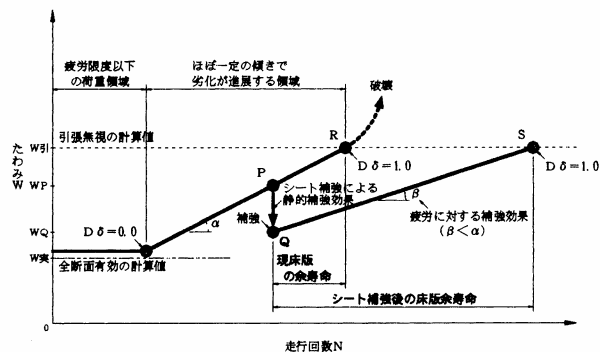 疲労限度以下
の荷重領域
ほぼ一定の傾きで
劣化が進展する領域
破壊
引張無視の計算値
R
S
W引
Dδ=1.0
Dδ=1.0
P
WP
シート補強による
静的補強効果
たわみW
補強
α
β
Q
WQ
疲労に対する補強効果
(β<α)
Dδ=0.0
W実
全断面有効の計算値
現床版
の余寿命
シート補強後の床版余寿命
0
走行回数N